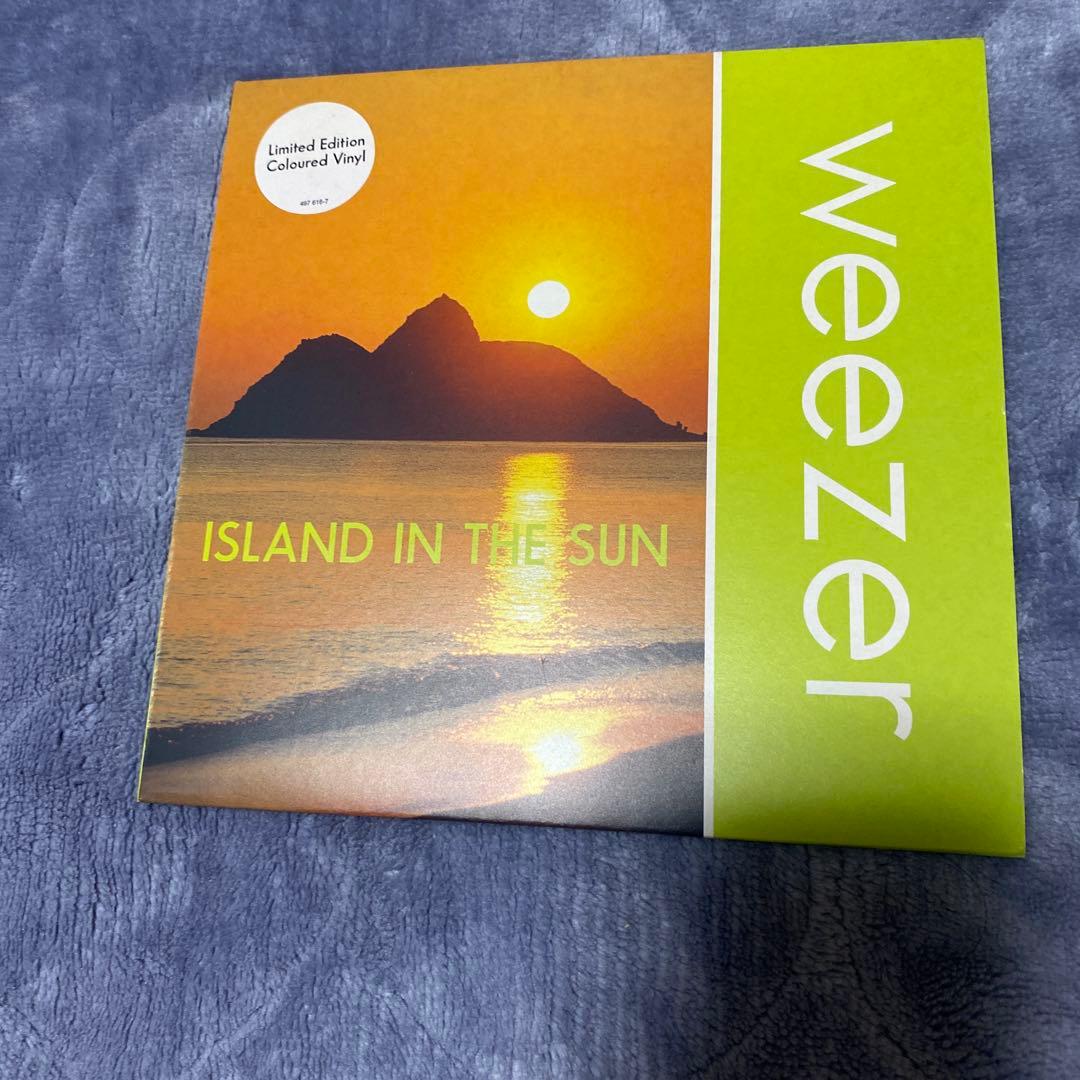 Limited Edition
Coloured Vinyl
497 616-7
ISLAND IN THE SUN
weezer